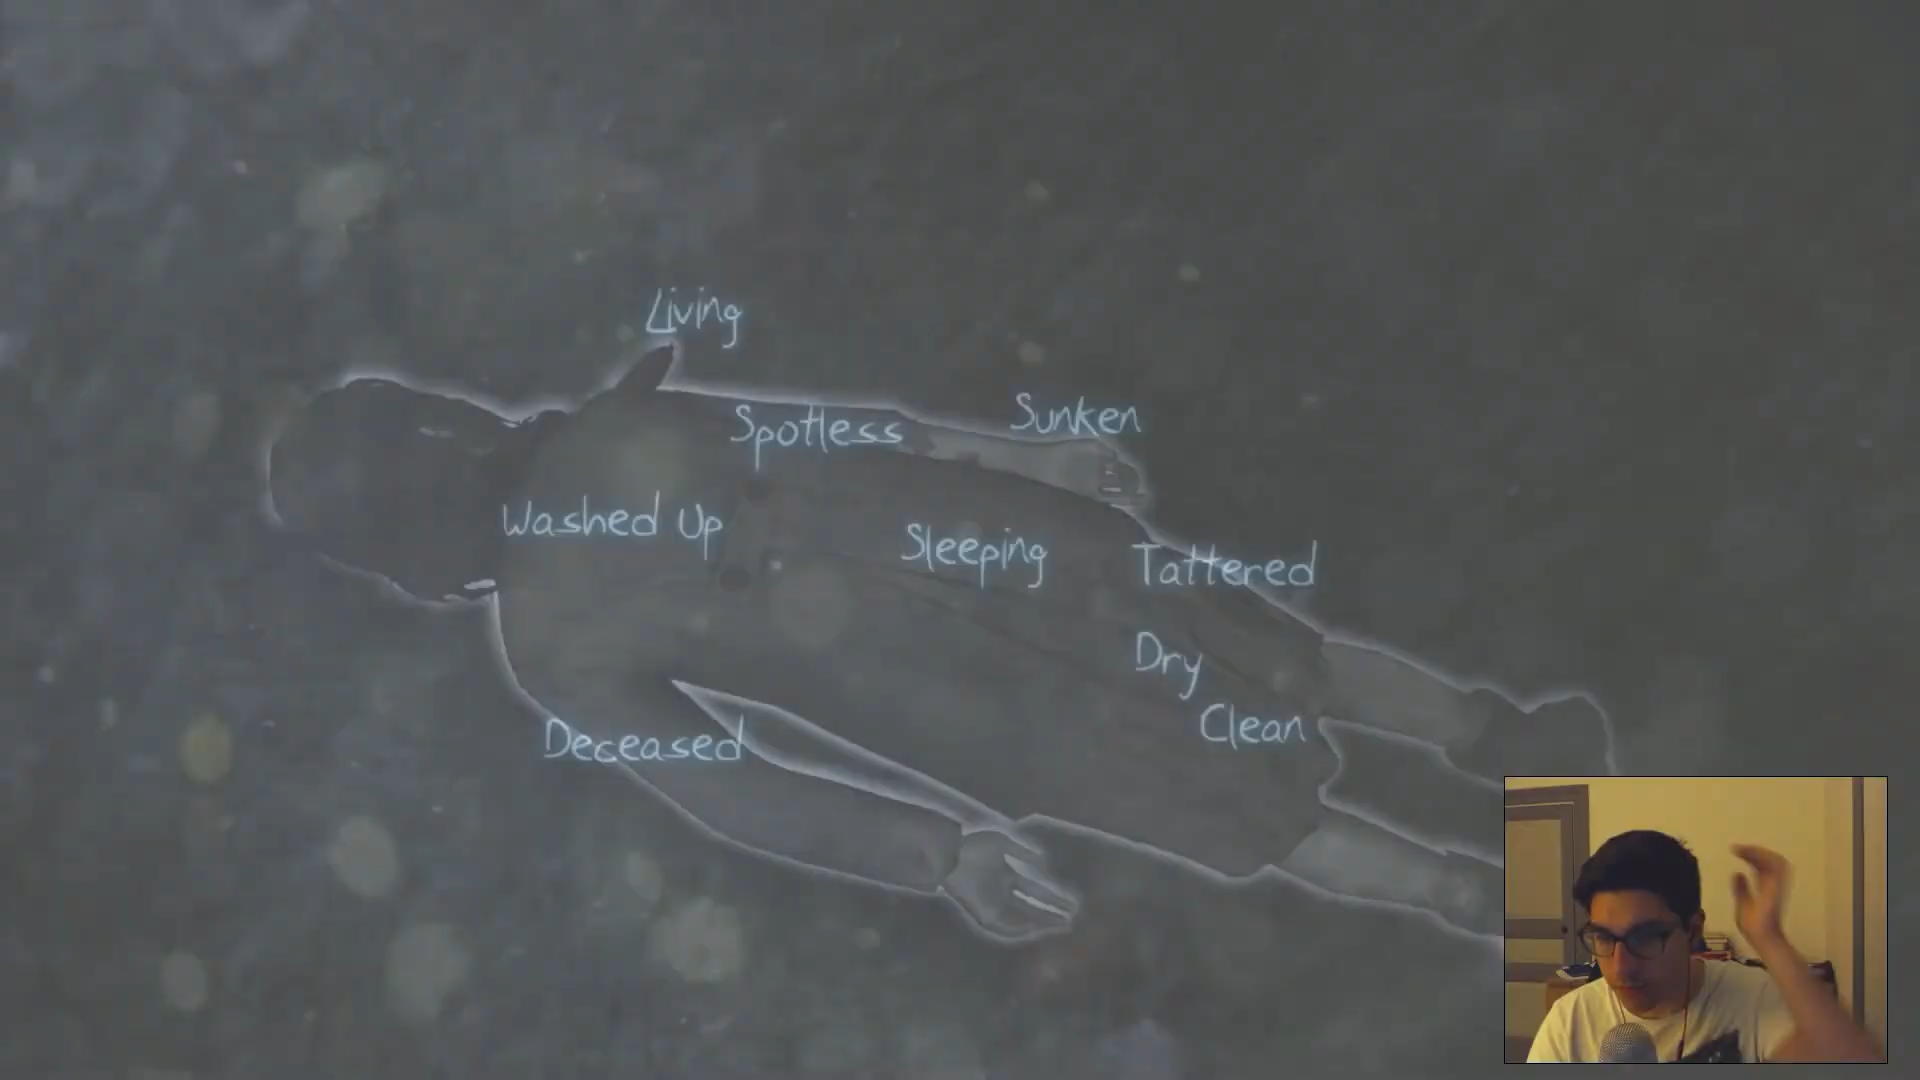 Living
Spotless
Sunken
Washed Up
Sleeping
Tattered
Dry
Clean
Deceased